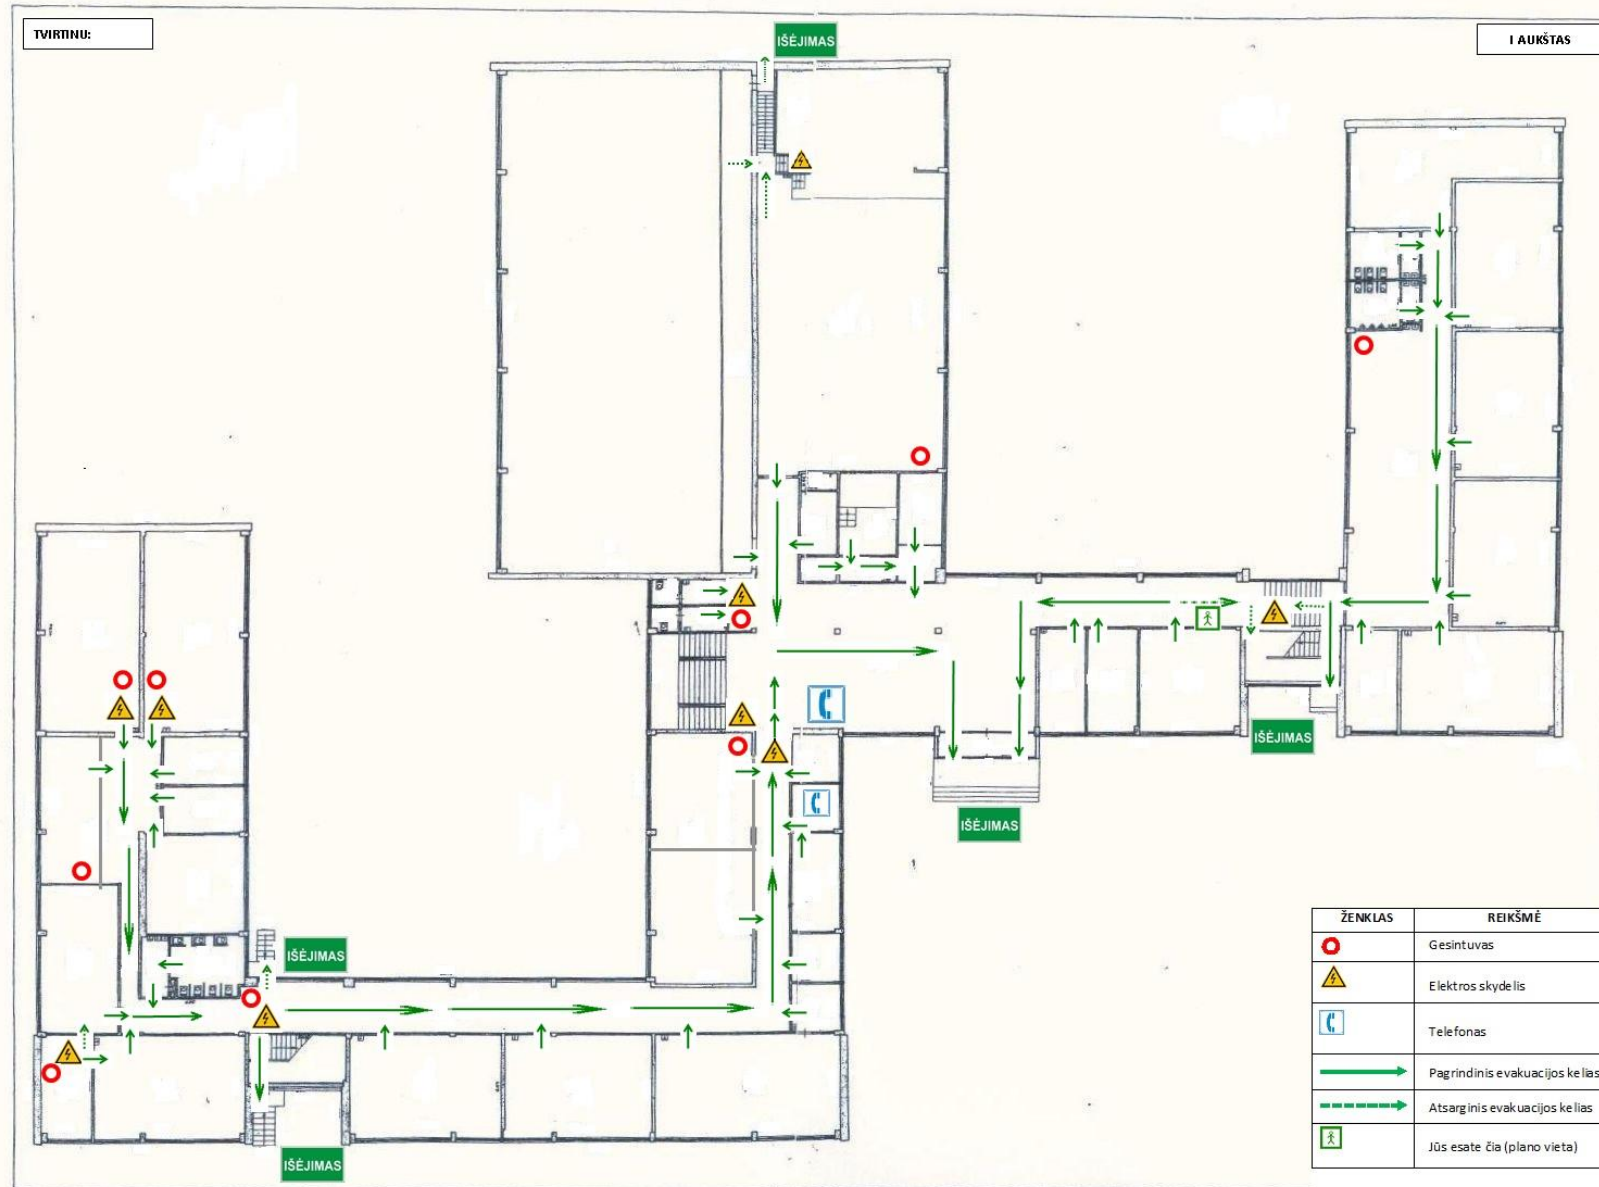 TVIRTINU:
IŠĖJIMAS
I AUKŠTAS
IŠĖJIMAS
IŠĖJIMAS
IŠĖJIMAS
IŠĖJIMAS
ŽENKLAS REIKŠMĖ
Gesintuvas
Elektros skydelis
Telefonas
Pagrindinis evakuacijos kelias
Atsarginis evakuacijos kelias
Jūs esate čia (plano vieta)